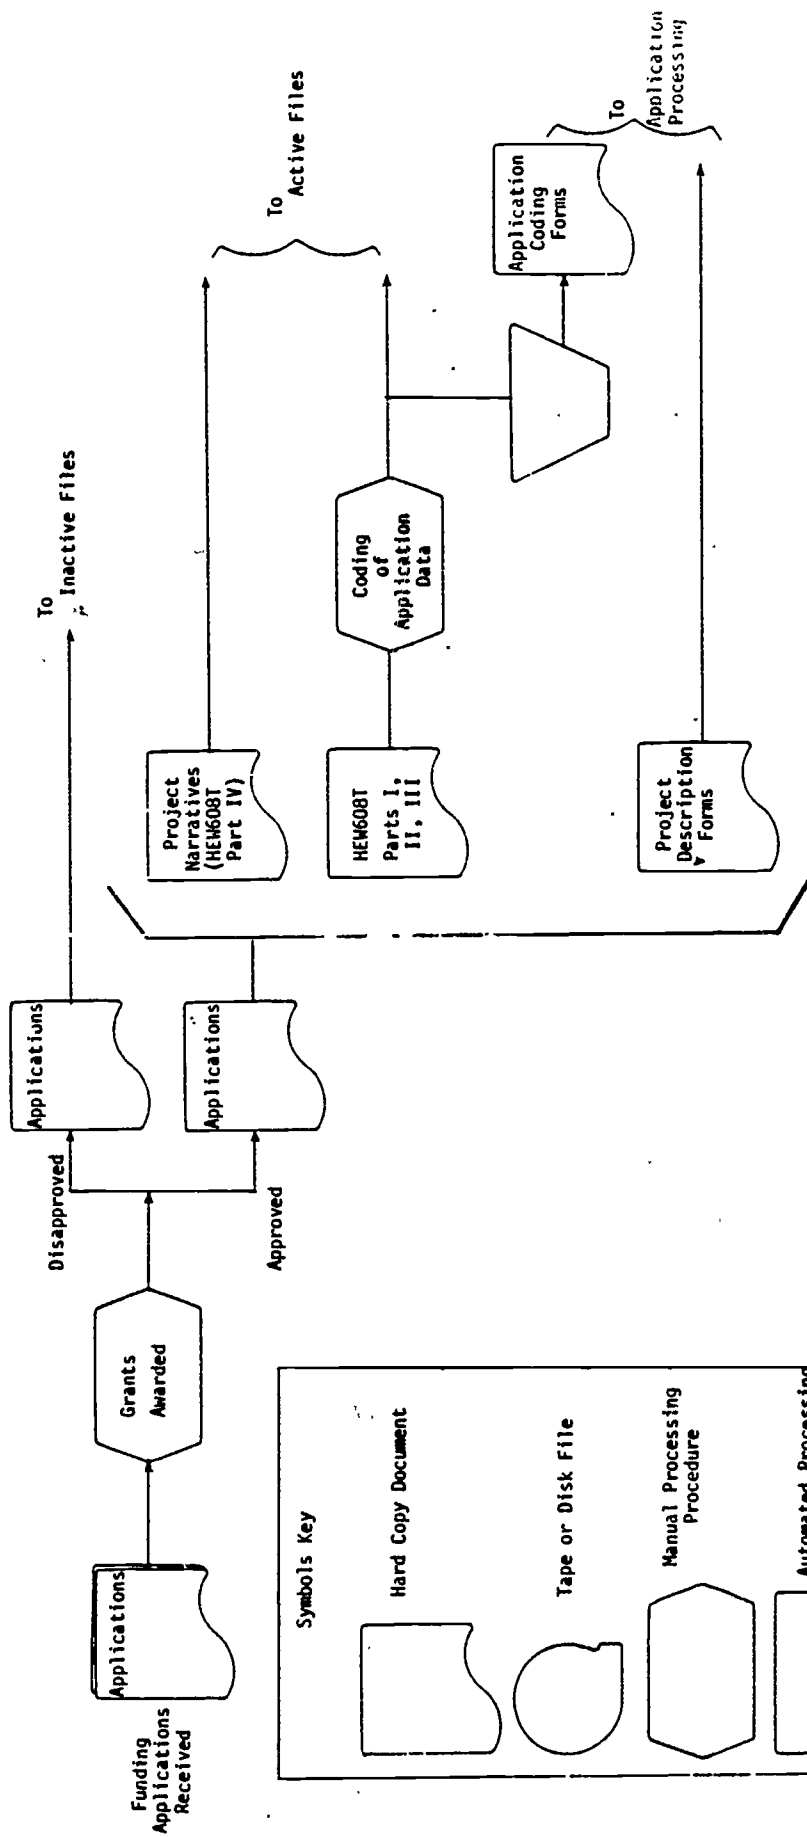 Funding
Applications
Received
Applications
Grants
Awarded
Disapproved
Approved
Applications
Applications
To
Inactive Files
Project
Narratives
(HEW608T
Part IV)
HEW608T
Parts I,
II, III
Project
Description
Forms
Coding
of
Application
Data
To
Active Files
Application
Coding
Forms
To
Application
Processing
Symbols Key
Hard Copy Document
Tape or Disk File
Manual Processing
Procedure
Automated Processing